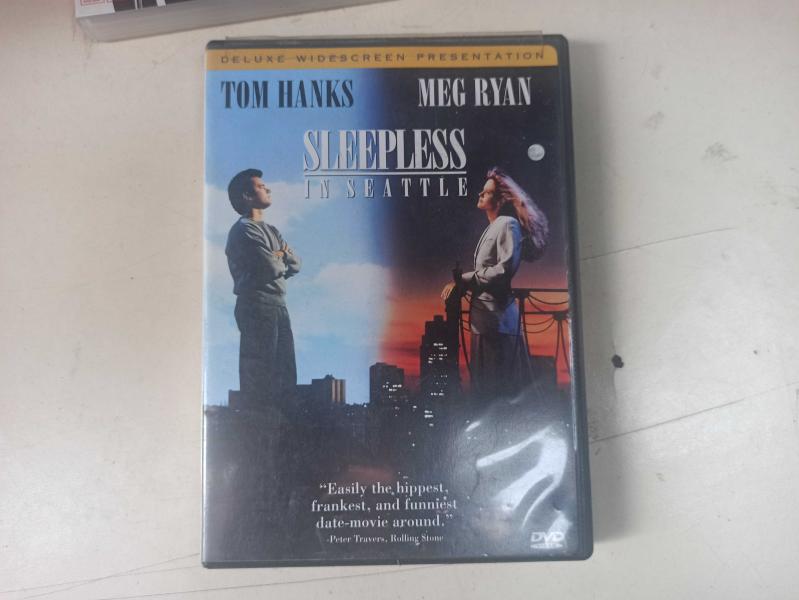 DELUXE WIDESCREEN PRESENTATION
TOM HANKS MEG RYAN
SLEEPLESS
IN SEATTLE
"Easily the hippest,
frankest, and funniest
date-movie around."
-Peter Travers, Rolling Stone
DVD